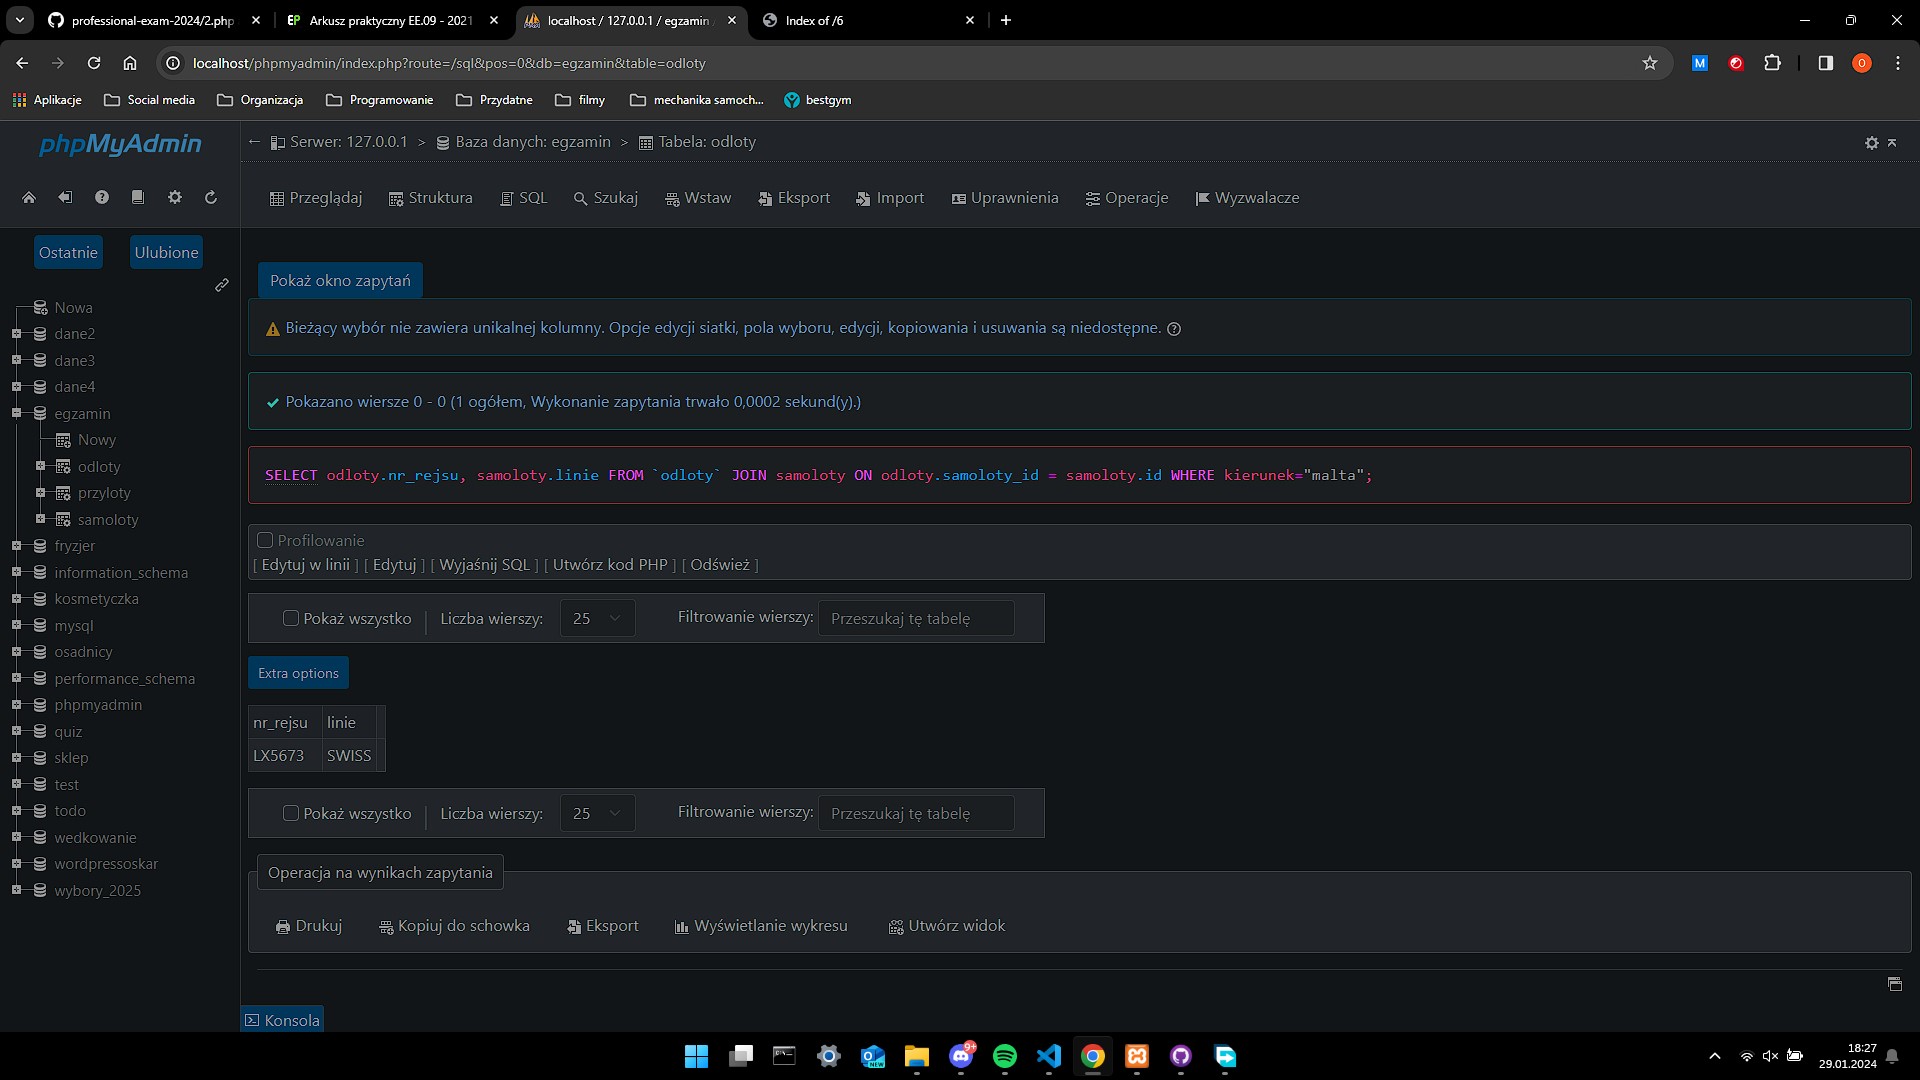 professional-exam-2024/2.php
Arkusz praktyczny EE.09 - 2021
localhost / 127.0.0.1 / egzamin
Index of /6
localhost/phpmyadmin/index.php?route=/sql&pos=0&db=egzamin&table=odloty
Aplikacje
Social media
Organizacja
Programowanie
Przydatne
filmy
mechanika samoch...
bestgym
phpMyAdmin
Serwer: 127.0.0.1 > Baza danych: egzamin > Tabela: odloty
Przeglądaj
Struktura
SQL
Szukaj
Wstaw
Eksport
Import
Uprawnienia
Operacje
Wyzwalacze
Ostatnie
Ulubione
Nowa
dane2
dane3
dane4
egzamin
Nowy
odloty
przyloty
samoloty
fryzjer
information_schema
kosmetyczka
mysql
osadnicy
performance_schema
phpmyadmin
quiz
sklep
test
todo
wedkowanie
wordpressoskar
wybory_2025
Pokaż okno zapytań
Bieżący wybór nie zawiera unikalnej kolumny. Opcje edycji siatki, pola wyboru, edycji, kopiowania i usuwania są niedostępne.
Pokazano wiersze 0 - 0 (1 ogółem, Wykonanie zapytania trwało 0,0002 sekund(y).)
SELECT odloty.nr_rejsu, samoloty.linie FROM `odloty` JOIN samoloty ON odloty.samoloty_id = samoloty.id WHERE kierunek="malta";
Profilowanie
[ Edytuj w linii ] [ Edytuj ] [ Wyjaśnij SQL ] [ Utwórz kod PHP ] [ Odśwież ]
Pokaż wszystko | Liczba wierszy: 25 Filtrowanie wierszy: Przeszukaj tę tabelę
Extra options
nr_rejsu linie
LX5673 SWISS
Pokaż wszystko | Liczba wierszy: 25 Filtrowanie wierszy: Przeszukaj tę tabelę
Operacja na wynikach zapytania
Drukuj
Kopiuj do schowka
Eksport
Wyświetlanie wykresu
Utwórz widok
Konsola
9+
18:27
29.01.2024